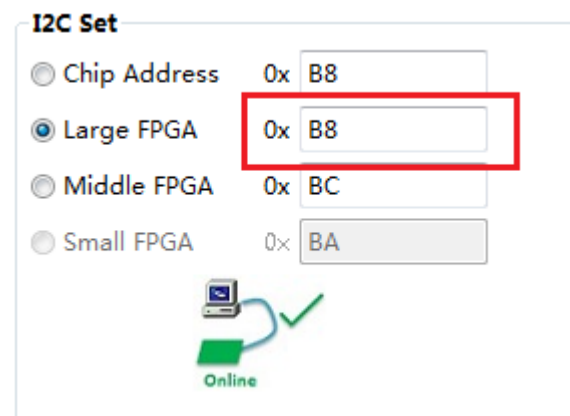 I2C Set
Chip Address 0x B8
Large FPGA 0x B8
Middle FPGA 0x BC
Small FPGA 0x BA
Online